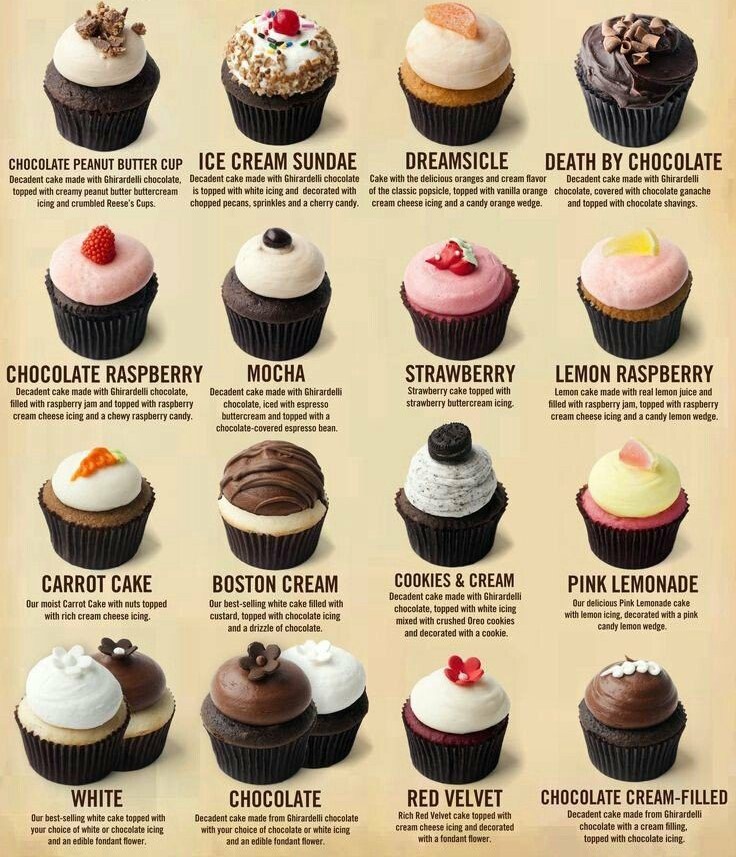 CHOCOLATE PEANUT BUTTER CUP
Decadent cake made with Ghirardelli chocolate,
topped with creamy peanut butter buttercream
icing and crumbled Reese's Cups.
ICE CREAM SUNDAE
Decadent cake made with Ghirardelli chocolate
is topped with white icing and decorated with
chopped pecans, sprinkles and a cherry candy.
DREAMSICLE
Cake with the delicious oranges and cream flavor
of the classic popsicle, topped with vanilla orange
cream cheese icing and a candy orange wedge.
DEATH BY CHOCOLATE
Decadent cake made with Ghirardelli
chocolate, covered with chocolate ganache
and topped with chocolate shavings.
CHOCOLATE RASPBERRY
Decadent cake made with Ghirardelli chocolate,
filled with raspberry jam and topped with raspberry
cream cheese icing and a chewy raspberry candy.
MOCHA
Decadent cake made with Ghirardelli
chocolate, iced with espresso
buttercream and topped with a
chocolate-covered espresso bean.
STRAWBERRY
Strawberry cake topped with
strawberry buttercream icing.
LEMON RASPBERRY
Lemon cake made with real lemon juice and
filled with raspberry jam, topped with raspberry
cream cheese icing and a candy lemon wedge.
CARROT CAKE
Our moist Carrot Cake with nuts topped
with rich cream cheese icing.
BOSTON CREAM
Our best-selling white cake filled with
custard, topped with chocolate icing
and a drizzle of chocolate.
COOKIES & CREAM
Decadent cake made with Ghirardelli
chocolate, topped with white icing
mixed with crushed Oreo cookies
and decorated with a cookie.
PINK LEMONADE
Our delicious Pink Lemonade cake
with lemon icing, decorated with a pink
candy lemon wedge.
WHITE
Our best-selling white cake topped with
your choice of white or chocolate icing
and an edible fondant flower.
CHOCOLATE
Decadent cake made from Ghirardelli chocolate
with your choice of chocolate or white icing
and an edible fondant flower.
RED VELVET
Rich Red Velvet cake topped with
cream cheese icing and decorated
with a fondant flower.
CHOCOLATE CREAM-FILLED
Decadent cake made from Ghirardelli
chocolate with a cream filling,
topped with chocolate icing.